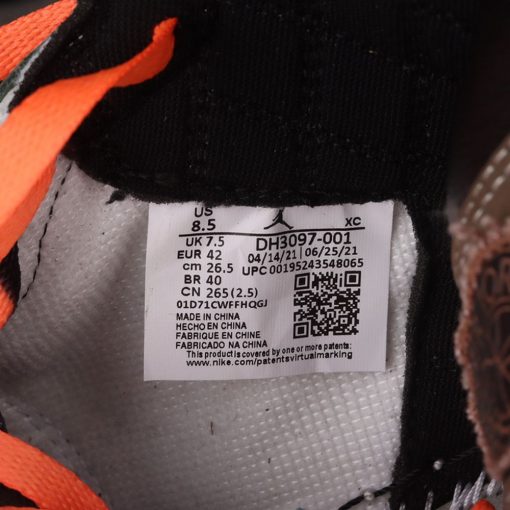 US
8.5
XC
UK 7.5
DH3097-001
EUR 42
04/14/21 06/25/21
cm 26.5
UPC 00195243548065
BR 40
CN 265(2.5)
01D71CWFFHQGJ
MADE IN CHINA
HECHO EN CHINA
FABRIQUE EN CHINE
FABRICADO NA CHINA
This product is covered by one or more patents:
www.nike.com/patentsvirtualmarking